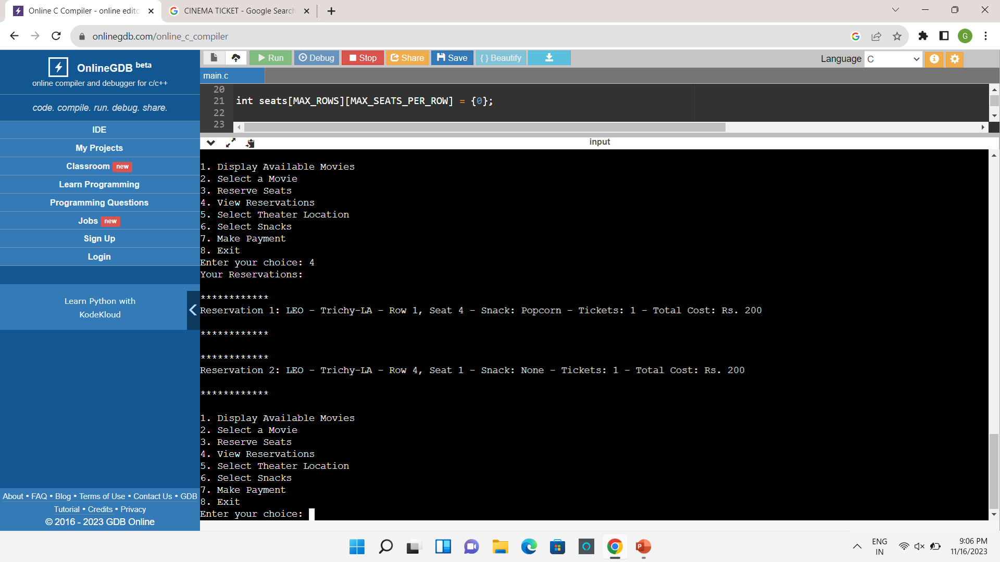 Online C Compiler - online edito
CINEMA TICKET - Google Search
onlinegdb.com/online_c_compiler
G
OnlineGDB beta
online compiler and debugger for c/c++
code. compile. run. debug. share.
IDE
My Projects
Classroom new
Learn Programming
Programming Questions
Jobs new
Sign Up
Login
Learn Python with
KodeKloud
About • FAQ • Blog • Terms of Use • Contact Us • GDB
Tutorial • Credits • Privacy
© 2016 - 2023 GDB Online
Run Debug Stop Share Save { } Beautify
Language C
main.c
20
21 int seats[MAX_ROWS][MAX_SEATS_PER_ROW] = {0};
22
23
input
1. Display Available Movies
2. Select a Movie
3. Reserve Seats
4. View Reservations
5. Select Theater Location
6. Select Snacks
7. Make Payment
8. Exit
Enter your choice: 4
Your Reservations:
************
Reservation 1: LEO - Trichy-LA - Row 1, Seat 4 - Snack: Popcorn - Tickets: 1 - Total Cost: Rs. 200
************
************
Reservation 2: LEO - Trichy-LA - Row 4, Seat 1 - Snack: None - Tickets: 1 - Total Cost: Rs. 200
************
1. Display Available Movies
2. Select a Movie
3. Reserve Seats
4. View Reservations
5. Select Theater Location
6. Select Snacks
7. Make Payment
8. Exit
Enter your choice:
ENG
IN
9:06 PM
11/16/2023